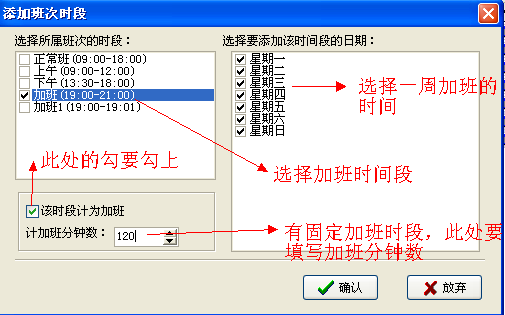 添加班次时段
选择所属班次的时段：
正常班(09:00-18:00)
上午(09:00-12:00)
下午(13:30-18:00)
加班(19:00-21:00)
加班1(19:00-19:01)
选择要添加该时间段的日期：
星期一
星期二
星期三
星期四
星期五
星期六
星期日
选择一周加班的
时间
此处的勾要勾上
选择加班时间段
该时段计为加班
计加班分钟数：
120
有固定加班时段，此处要
填写加班分钟数
确认
放弃